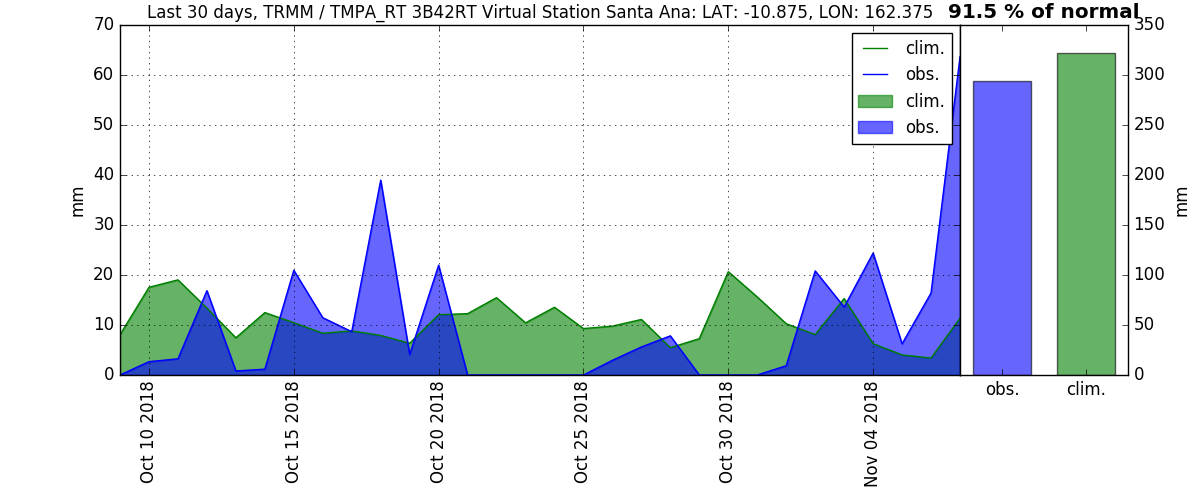 Last 30 days, TRMM / TMPA_RT 3B42RT Virtual Station Santa Ana: LAT: -10.875, LON: 162.375 91.5 % of normal
70
60
50
40
30
20
10
0
mm
clim.
obs.
clim.
obs.
350
300
250
200
150
100
50
0
mm
Oct 10 2018
Oct 15 2018
Oct 20 2018
Oct 25 2018
Oct 30 2018
Nov 04 2018
obs.
clim.